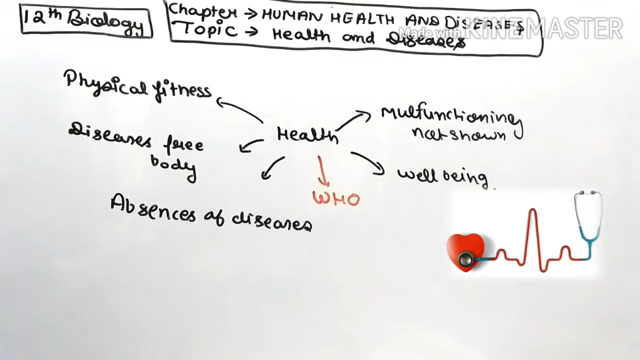 12th Biology
Chapter → HUMAN HEALTH AND DISEASES
Topic → Health and Diseases
Made with KINEMASTER
Physical fitness
Diseases free
body
Absences of diseases
Health
WHO
Mulfunctioning
not shown
well being